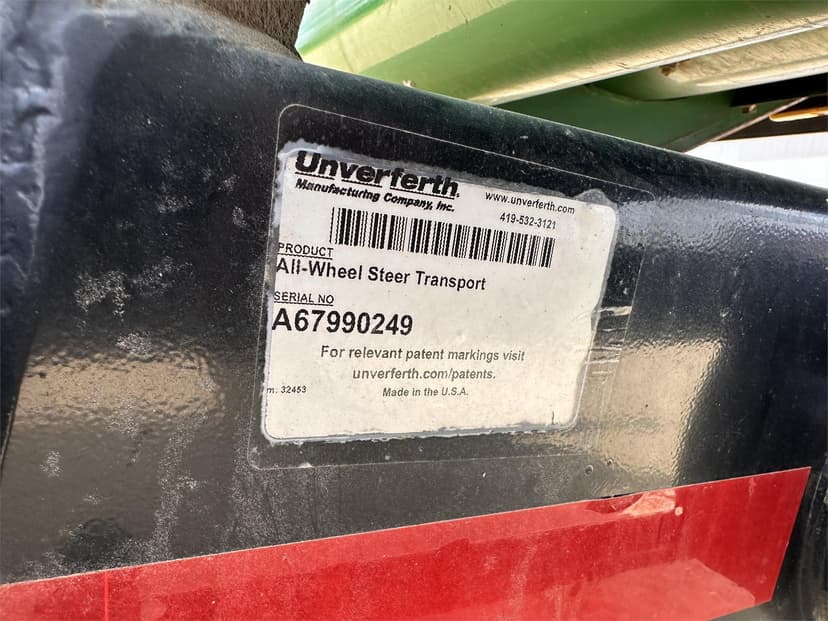 Unverferth
Manufacturing Company, Inc.
www.unverferth.com
419-532-3121
PRODUCT
All-Wheel Steer Transport
SERIAL NO
A67990249
For relevant patent markings visit
unverferth.com/patents.
m: 32453
Made in the U.S.A.